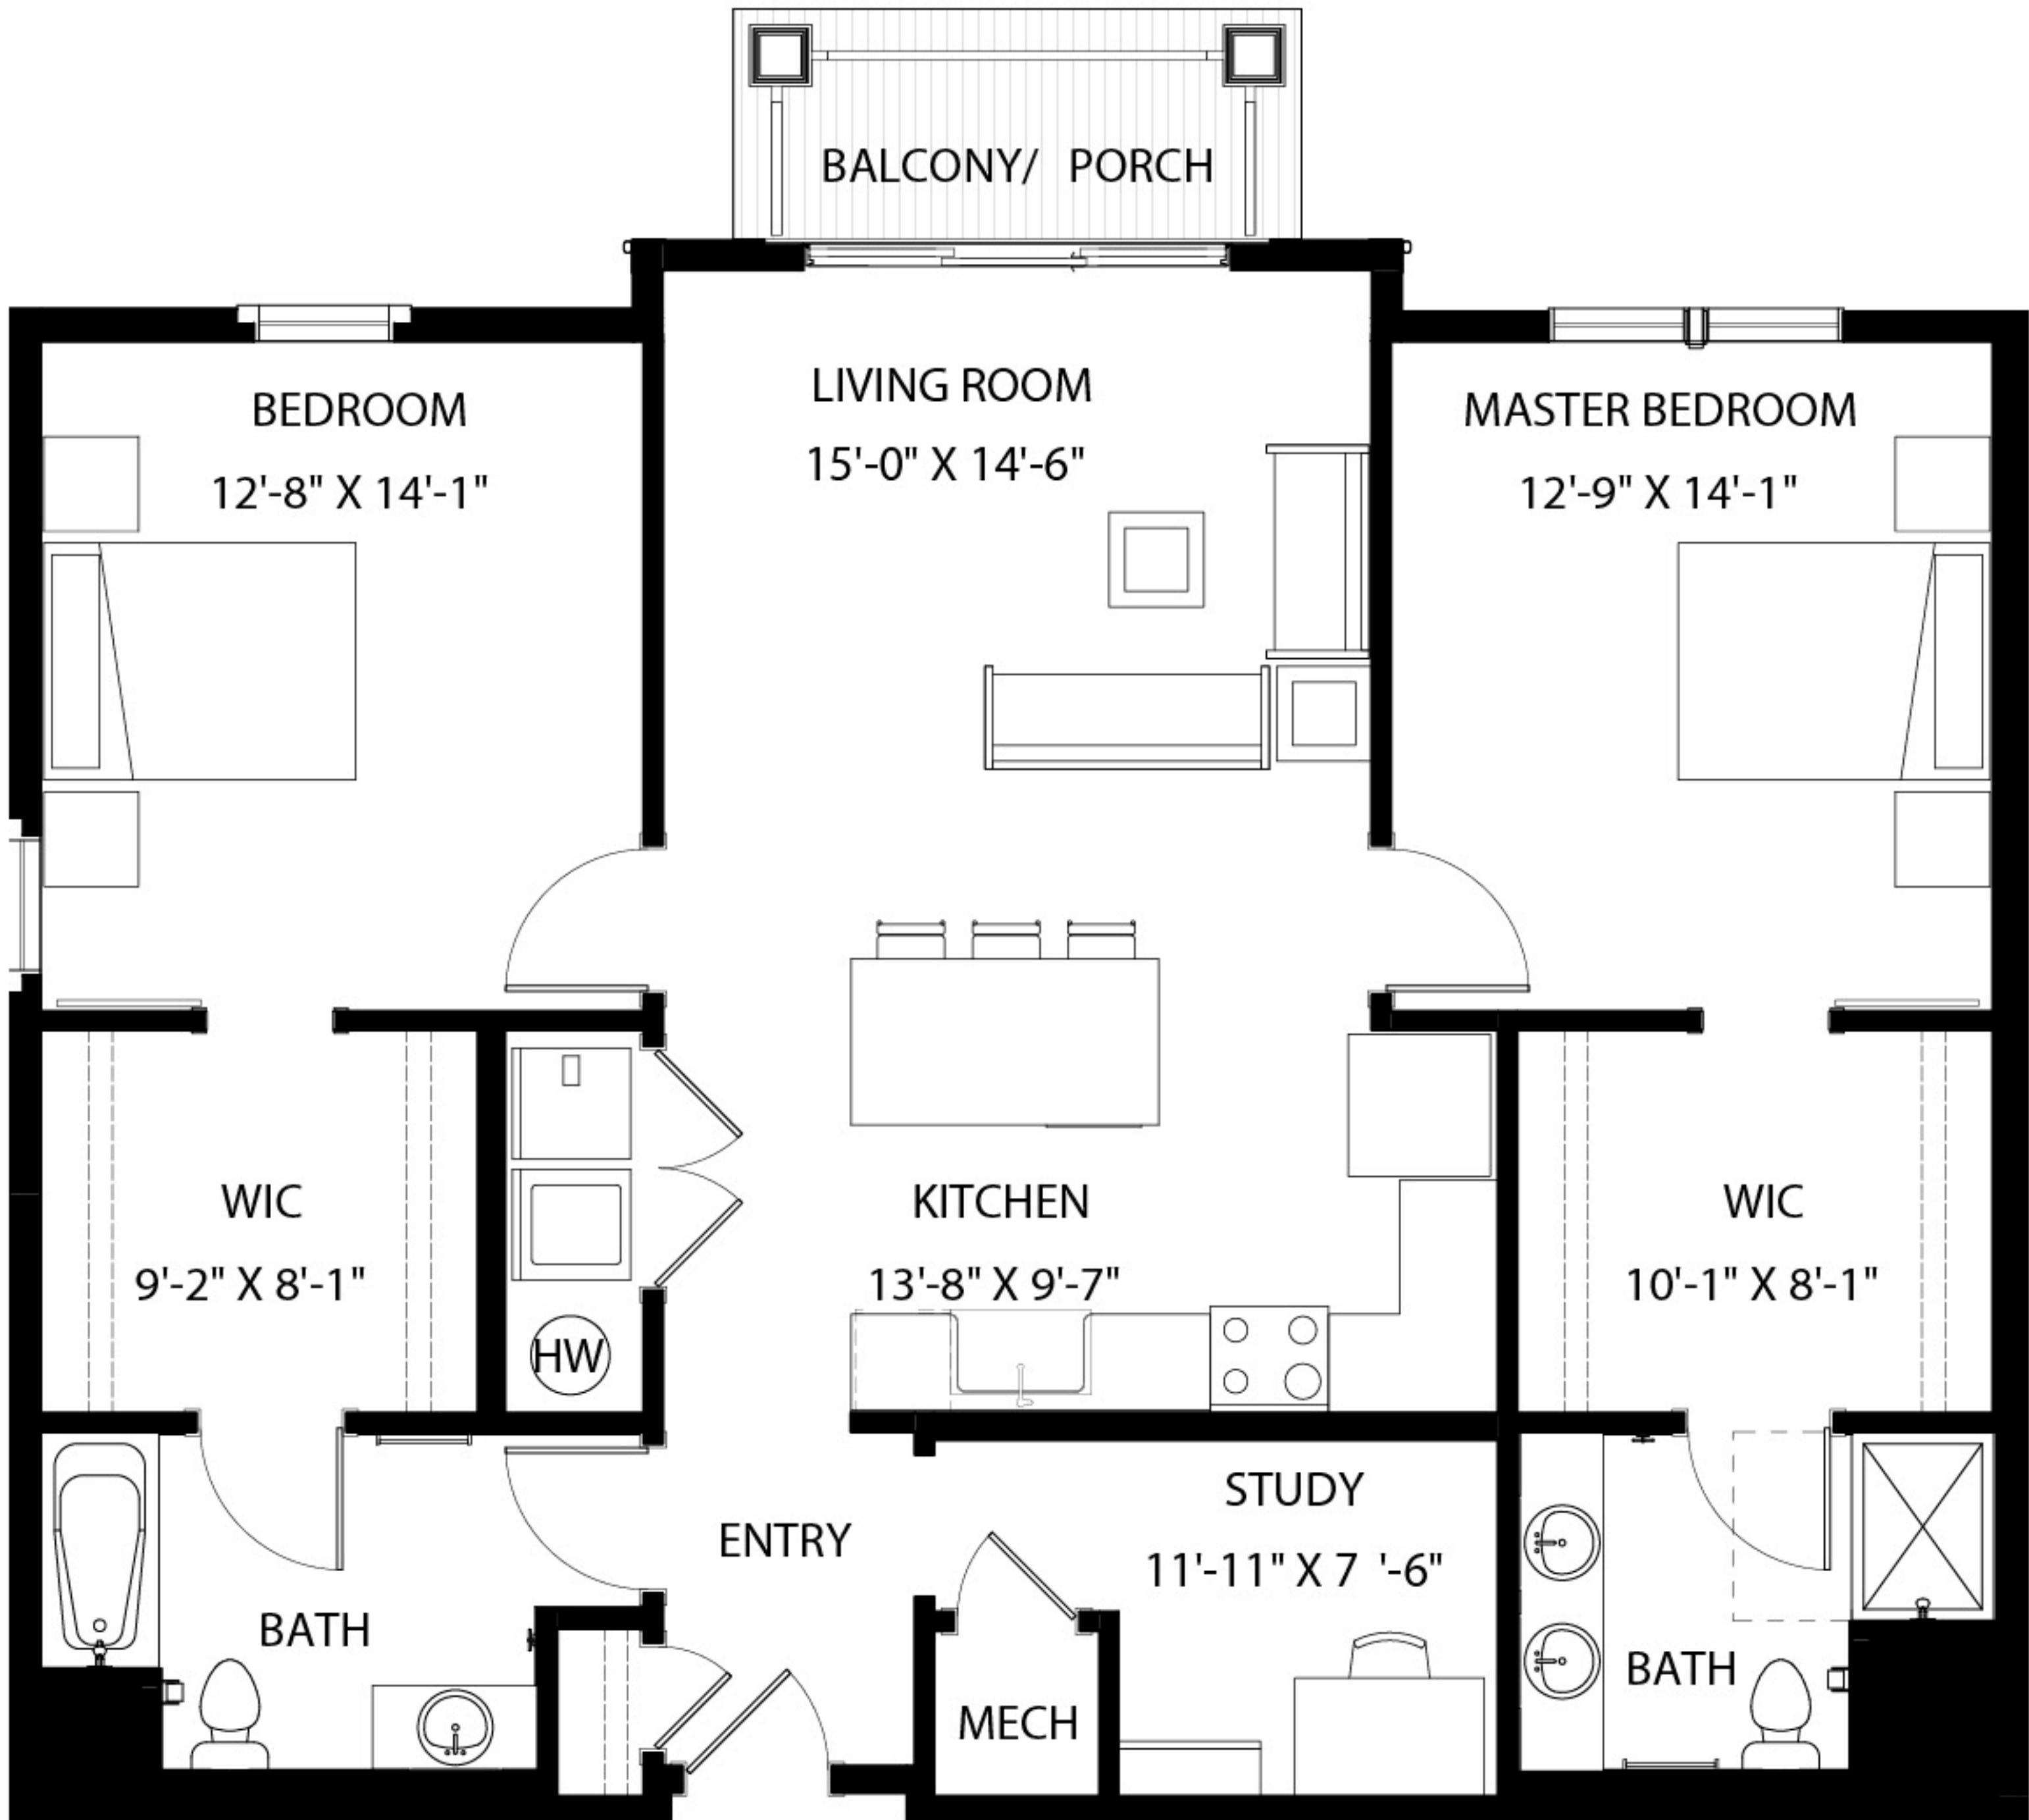 BALCONY/ PORCH
LIVING ROOM
15'-0" X 14'-6"
BEDROOM
12'-8" X 14'-1"
MASTER BEDROOM
12'-9" X 14'-1"
WIC
9'-2" X 8'-1"
KITCHEN
13'-8" X 9'-7"
WIC
10'-1" X 8'-1"
HW
STUDY
11'-11" X 7 '-6"
ENTRY
BATH
BATH
MECH